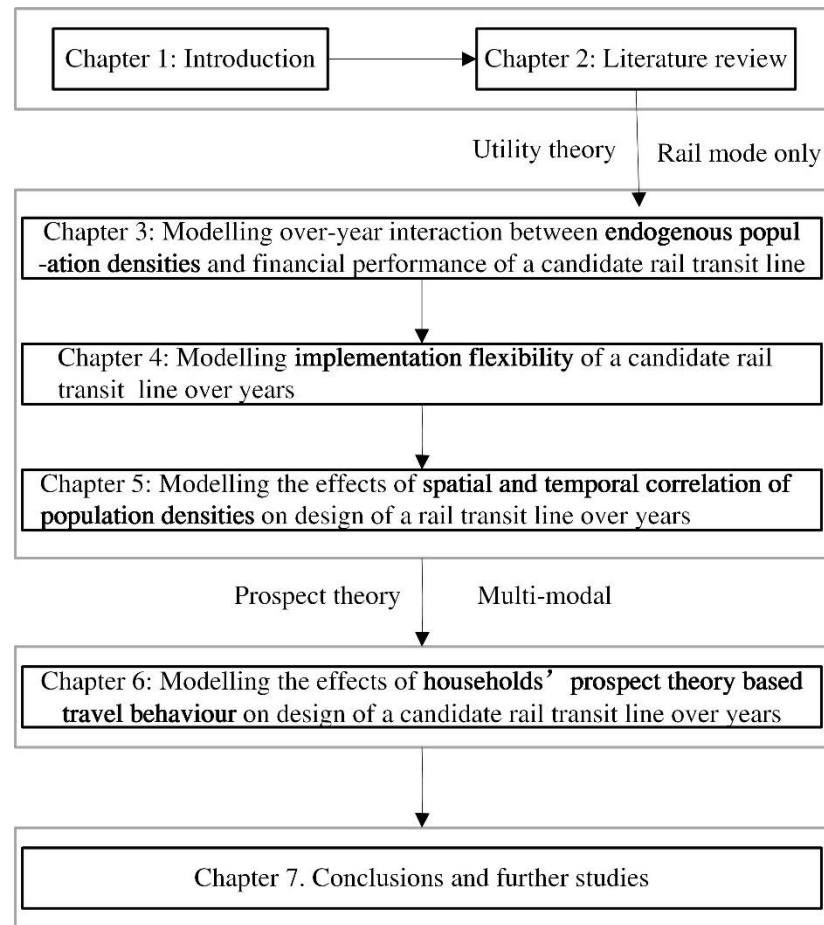 Chapter 1: Introduction
Chapter 2: Literature review
Utility theory
Rail mode only
Chapter 3: Modelling over-year interaction between endogenous popul
-ation densities and financial performance of a candidate rail transit line
Chapter 4: Modelling implementation flexibility of a candidate rail
transit line over years
Chapter 5: Modelling the effects of spatial and temporal correlation of
population densities on design of a rail transit line over years
Prospect theory
Multi-modal
Chapter 6: Modelling the effects of households’ prospect theory based
travel behaviour on design of a candidate rail transit line over years
Chapter 7. Conclusions and further studies